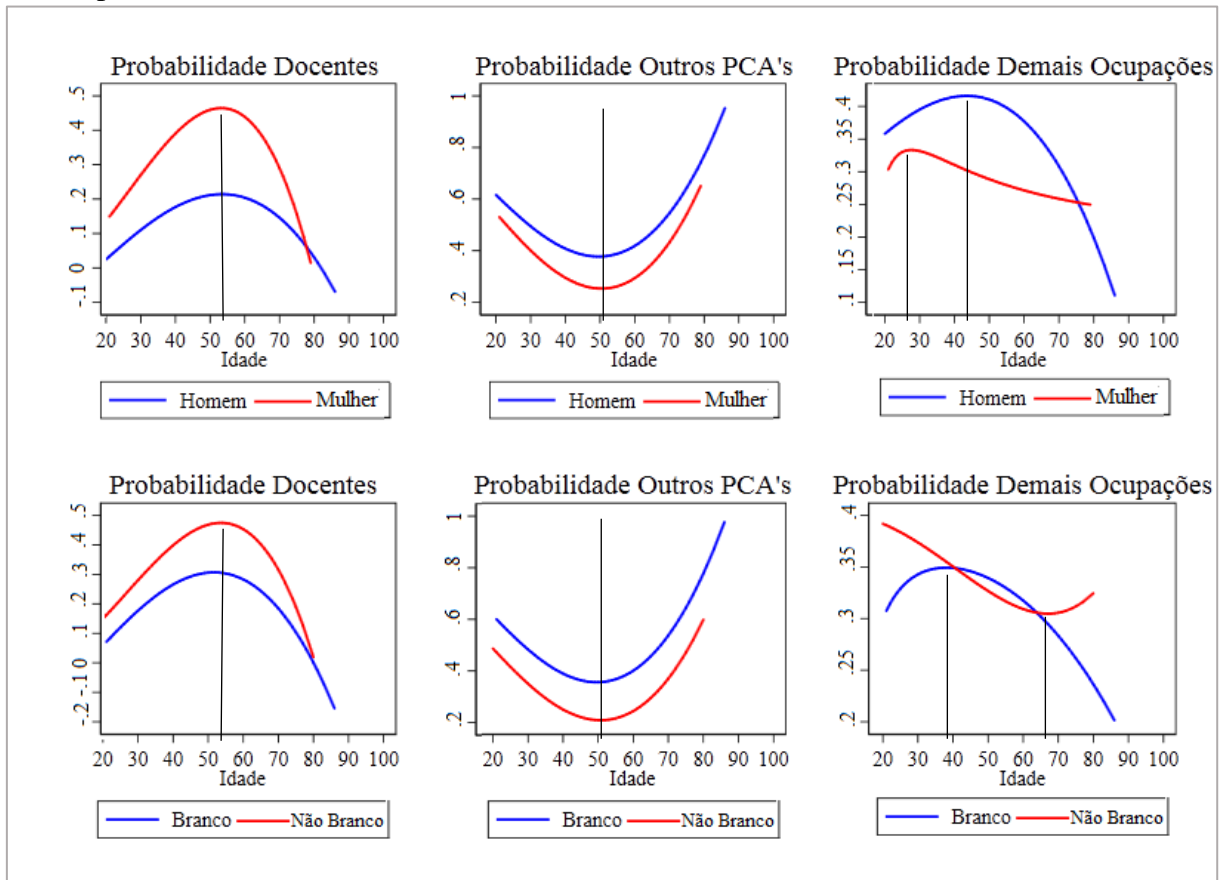 Probabilidade Docentes
Probabilidade Outros PCA's
Probabilidade Demais Ocupações
.5
.4
.3
.2
.1
0
-.1
1
.8
.6
.4
.2
.4
.35
.3
.25
.2
.15
.1
20 30 40 50 60 70 80 90 100
20 30 40 50 60 70 80 90 100
20 30 40 50 60 70 80 90 100
Idade
Idade
Idade
Homem Mulher
Homem Mulher
Homem Mulher
Probabilidade Docentes
Probabilidade Outros PCA's
Probabilidade Demais Ocupações
.5
.4
.3
.2
.1
0
-.1
-.2
1
.8
.6
.4
.2
.4
.35
.3
.25
.2
20 30 40 50 60 70 80 90 100
20 30 40 50 60 70 80 90 100
20 30 40 50 60 70 80 90 100
Idade
Idade
Idade
Branco Não Branco
Branco Não Branco
Branco Não Branco